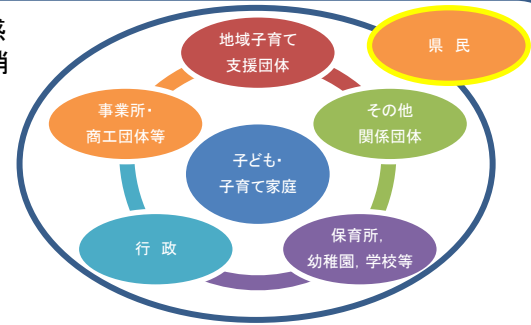 地域子育て
支援団体
県 民
事業所・
商工団体等
その他
関係団体
子ども・
子育て家庭
行 政
保育所，
幼稚園，学校等